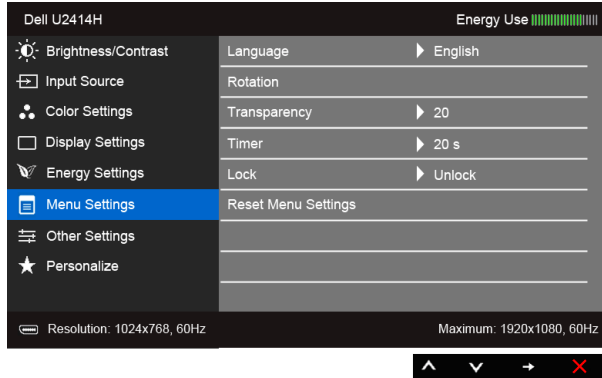 Dell U2414H Energy Use
Brightness/Contrast Language English
Input Source Rotation
Color Settings Transparency 20
Display Settings Timer 20 s
Energy Settings Lock Unlock
Menu Settings Reset Menu Settings
Other Settings
Personalize
Resolution: 1024x768, 60Hz Maximum: 1920x1080, 60Hz